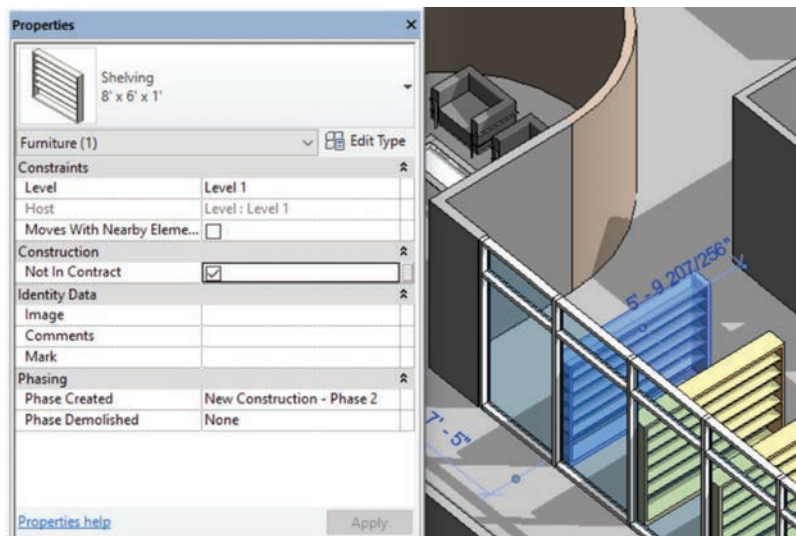 Properties
Shelving
8' x 6' x 1'
Furniture (1)
Edit Type
Constraints
Level Level 1
Host Level : Level 1
Moves With Nearby Eleme...
Construction
Not In Contract
Identity Data
Image
Comments
Mark
Phasing
Phase Created New Construction - Phase 2
Phase Demolished None
Properties help
Apply
5' - 9 207/256"
7' - 5"